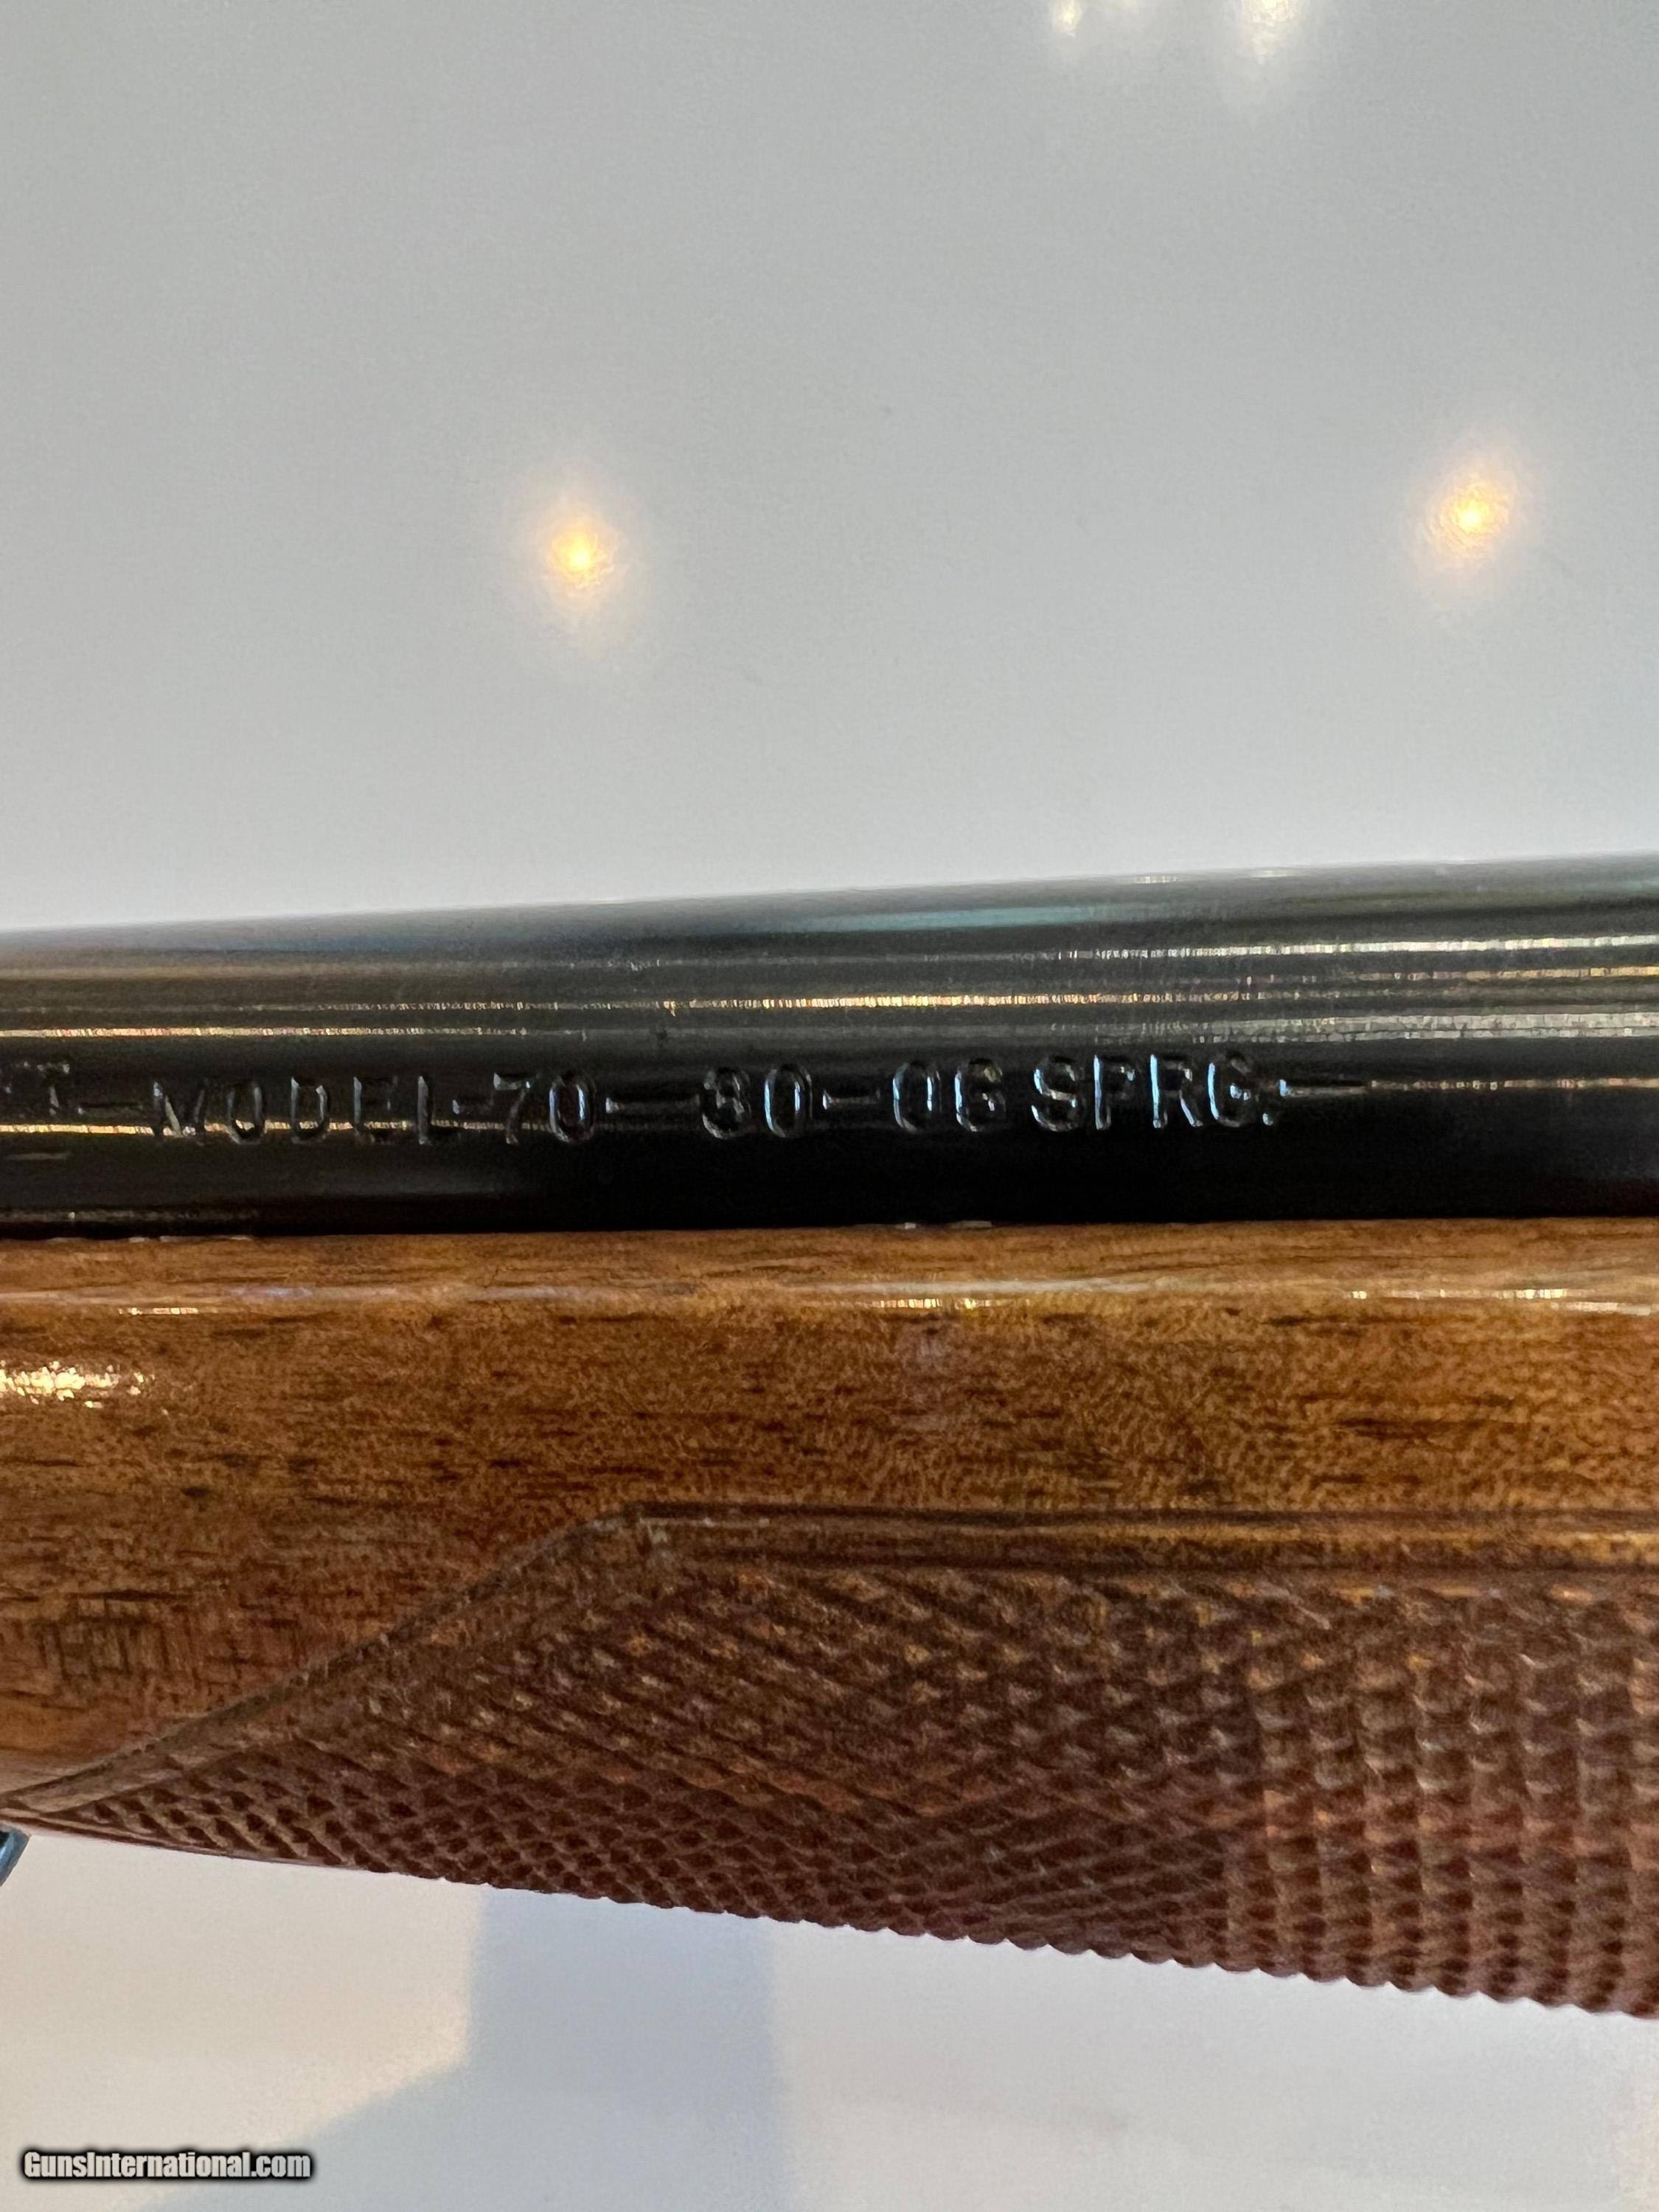 —MODEL 70—30-06 SPRG.—
GunsInternational.com